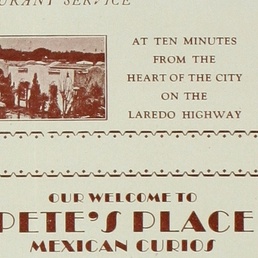 URANT SERVICE
AT TEN MINUTES
FROM THE
HEART OF THE CITY
ON THE
LAREDO HIGHWAY
OUR WELCOME TO
PETE'S PLACE
MEXICAN CURIOS